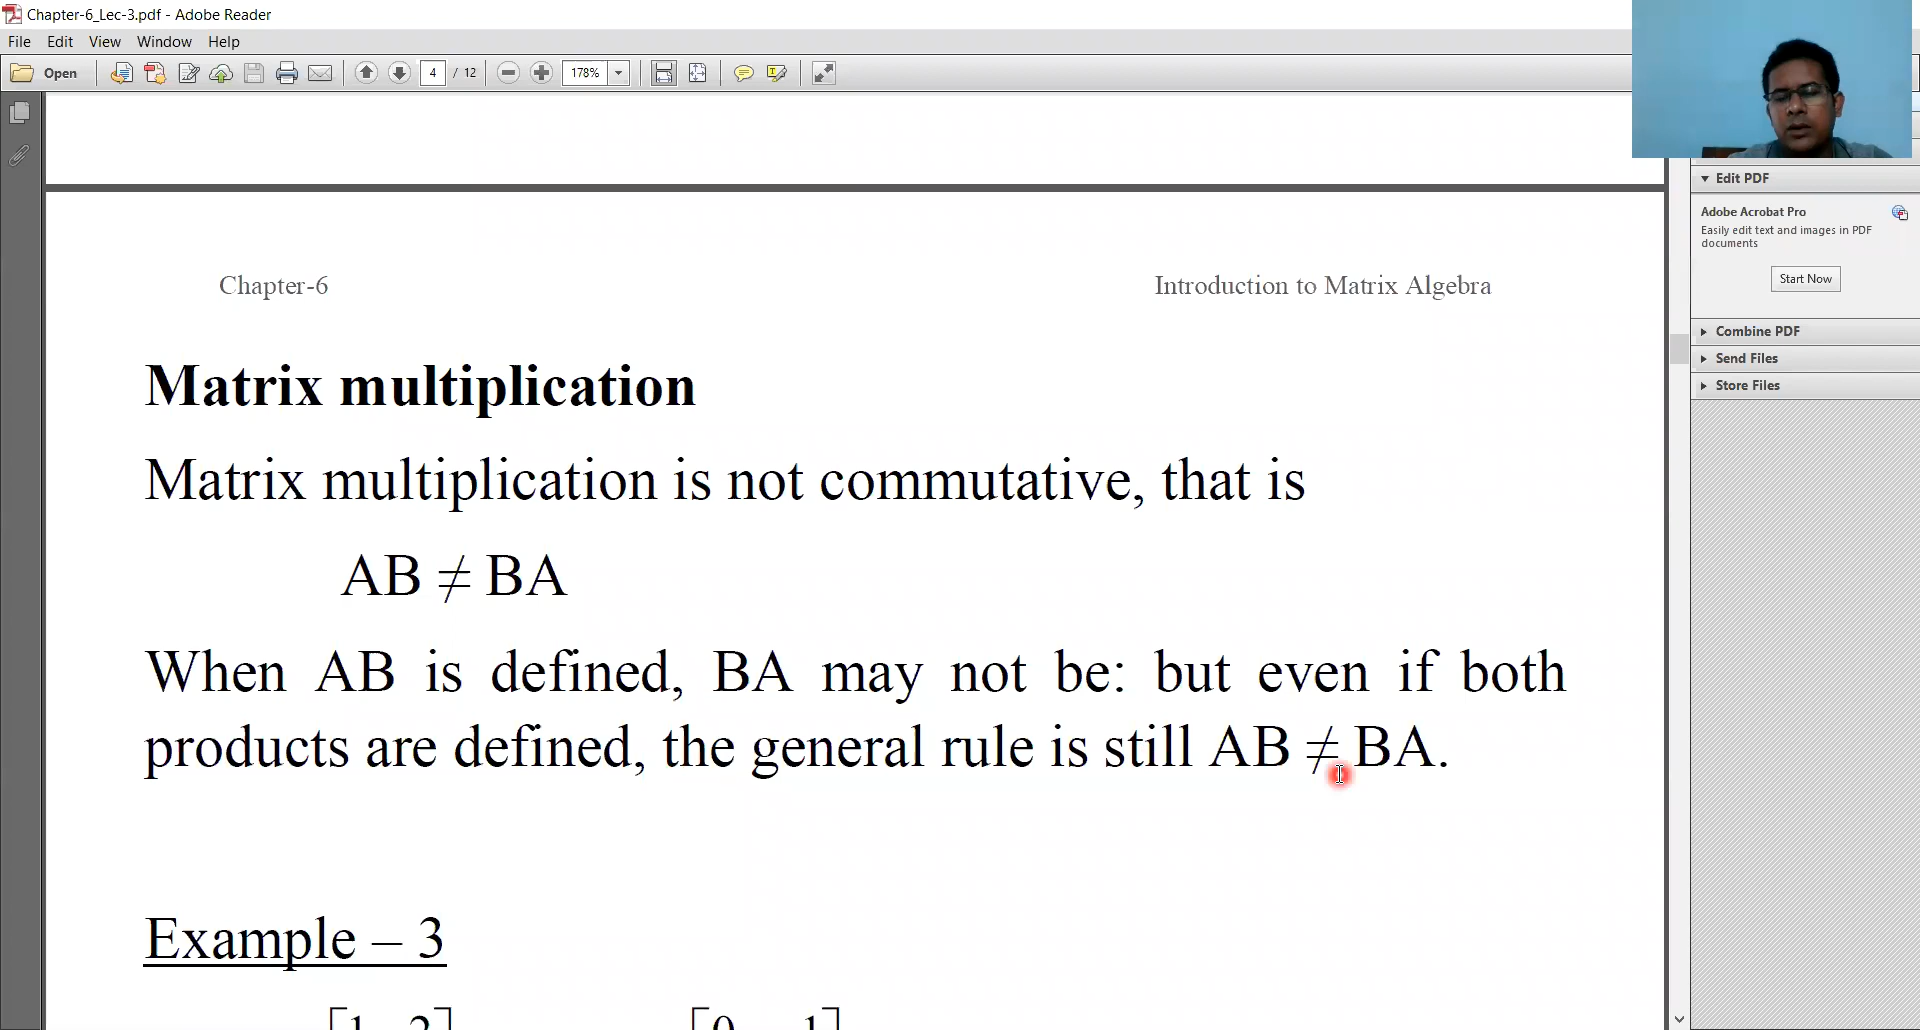 Chapter-6_Lec-3.pdf - Adobe Reader
File Edit View Window Help
Open 4 / 12 178%
Edit PDF
Adobe Acrobat Pro
Easily edit text and images in PDF
documents
Start Now
Combine PDF
Send Files
Store Files
Chapter-6 Introduction to Matrix Algebra
Matrix multiplication
Matrix multiplication is not commutative, that is
AB ≠ BA
When AB is defined, BA may not be: but even if both
products are defined, the general rule is still AB ≠ BA.
Example – 3